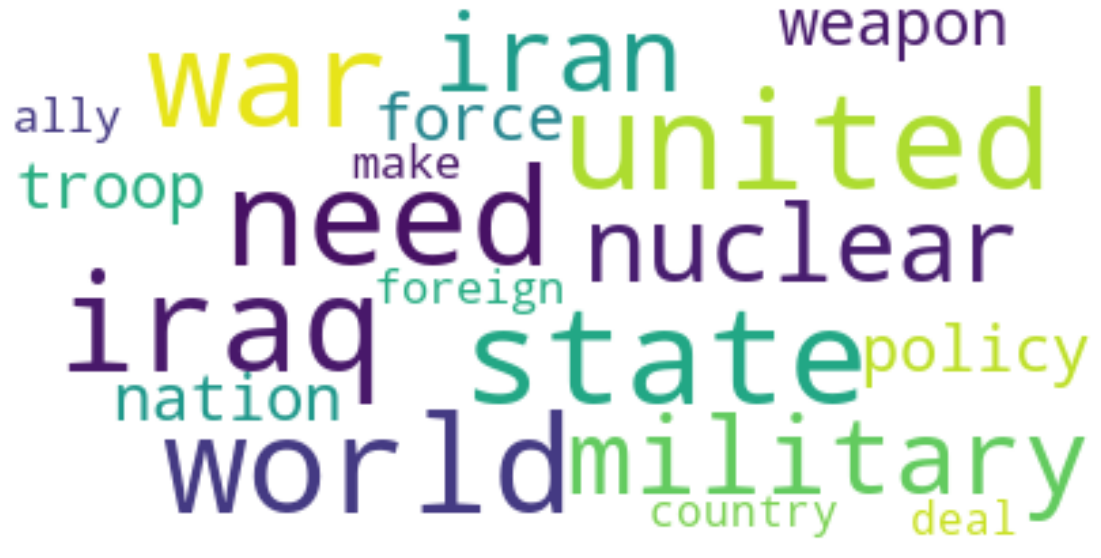 weapon
iran
war
ally
force
united
make
troop
need
nuclear
foreign
iraq
state
policy
nation
world
military
country
deal